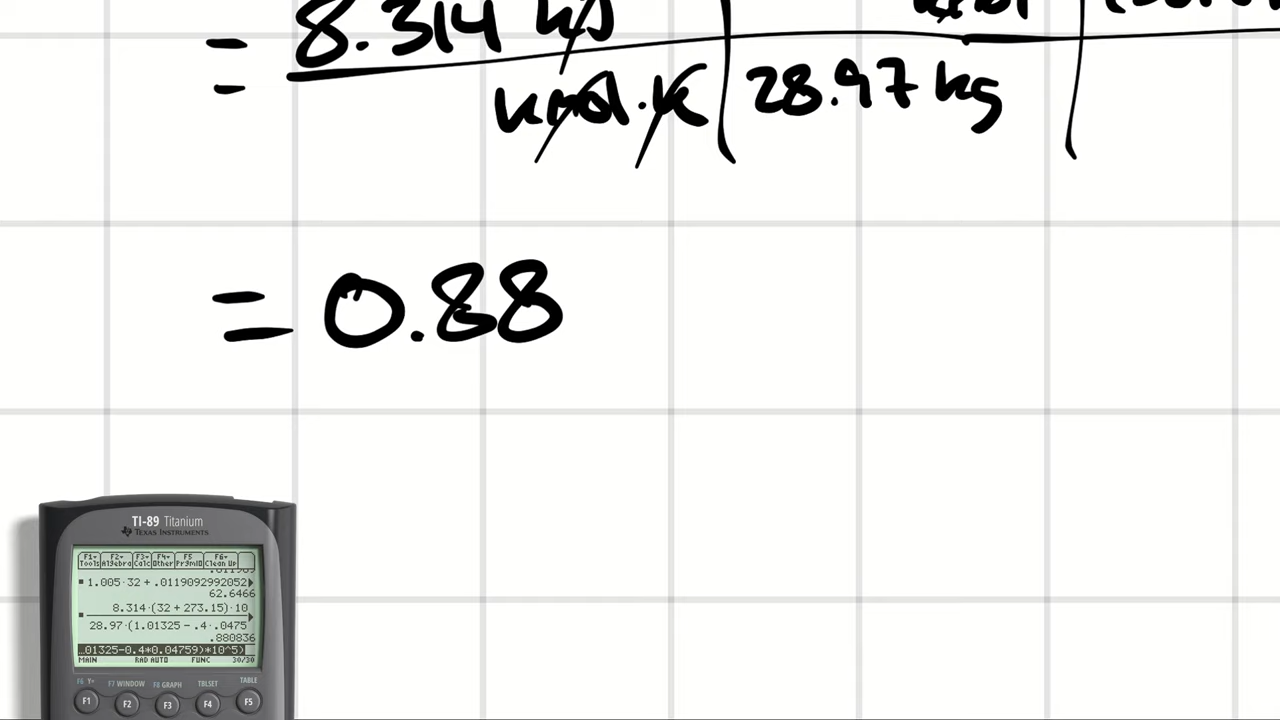 = 8.314 kJ
kmol·K 28.97 kg
= 0.88
TI-89 Titanium
TEXAS INSTRUMENTS
F1 F2 F3 F4 F5 F6
Tools Algebra Calc Other PrgmIO Clean Up
1.005·32 + .0119092992052
62.6466
8.314·(32 + 273.15)·10
28.97·(1.01325 - .4·.0475
.880836
…01325-0.4*0.04759)*10^5)
MAIN RAD AUTO FUNC 30/30
F6 Y= F7 WINDOW F8 GRAPH TBLSET TABLE
F1 F2 F3 F4 F5